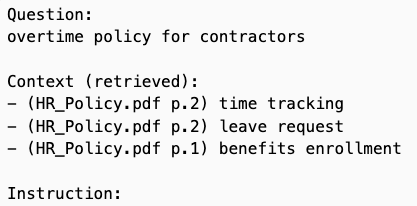 Question:
overtime policy for contractors
Context (retrieved):
– (HR_Policy.pdf p.2) time tracking
– (HR_Policy.pdf p.2) leave request
– (HR_Policy.pdf p.1) benefits enrollment
Instruction: